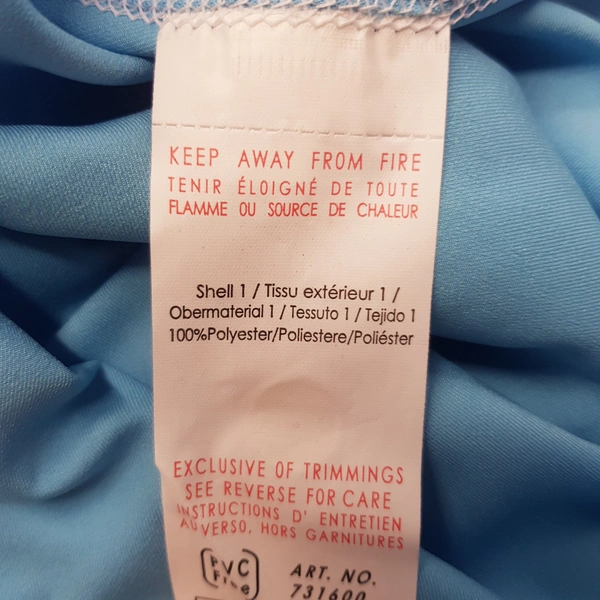 KEEP AWAY FROM FIRE
TENIR ÉLOIGNÉ DE TOUTE
FLAMME OU SOURCE DE CHALEUR
Shell 1 / Tissu extérieur 1 /
Obermaterial 1 / Tessuto 1 / Tejido 1
100%Polyester/Poliestere/Poliéster
EXCLUSIVE OF TRIMMINGS
SEE REVERSE FOR CARE
INSTRUCTIONS D' ENTRETIEN
AU VERSO, HORS GARNITURES
PVC
Fine
ART. NO.
731600